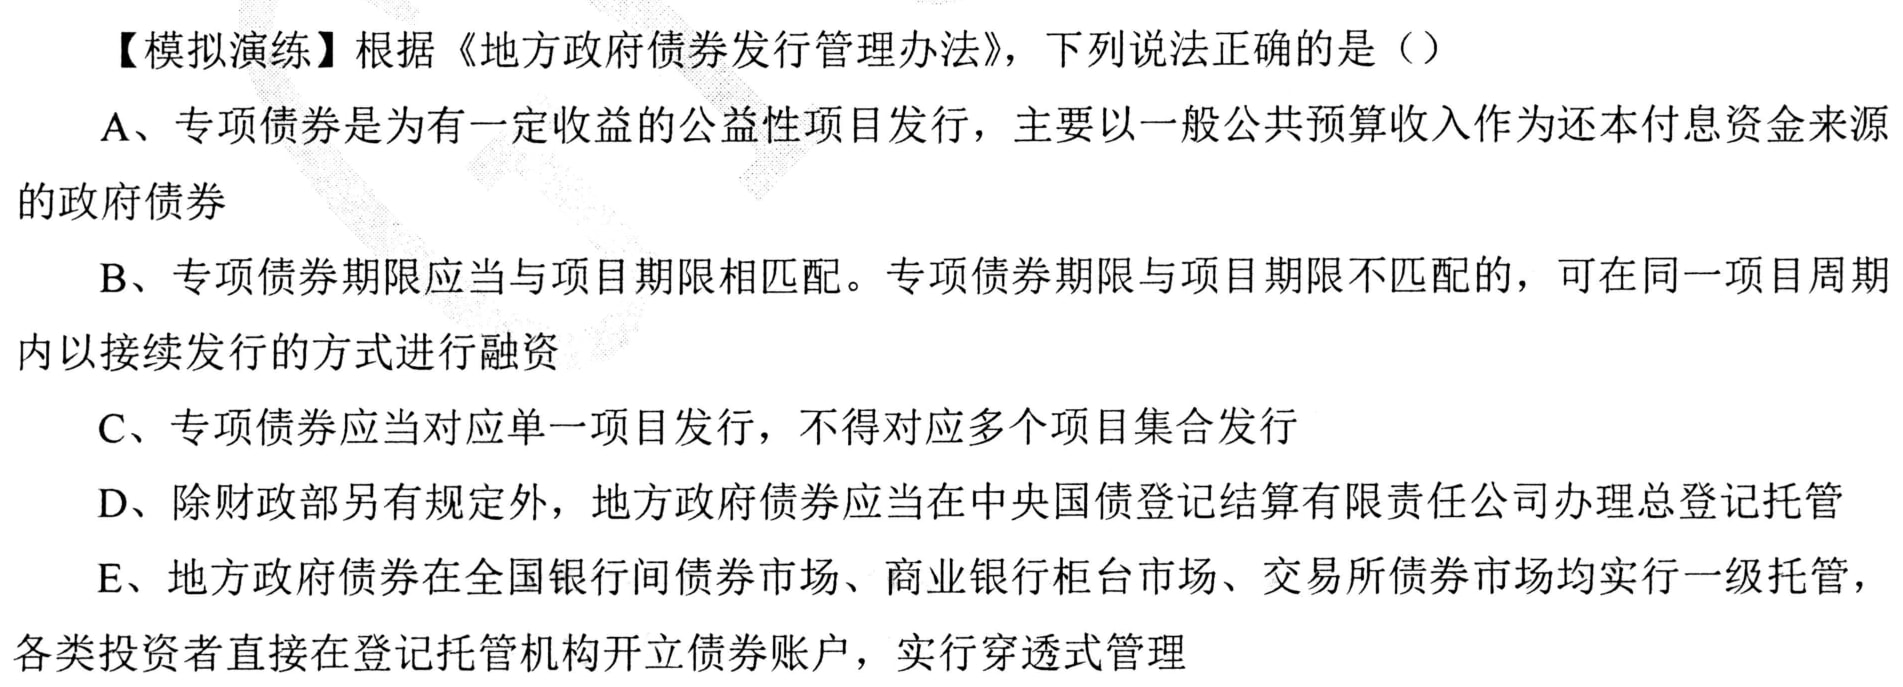 【模拟演练】根据《地方政府债券发行管理办法》，下列说法正确的是（）
A、专项债券是为有一定收益的公益性项目发行，主要以一般公共预算收入作为还本付息资金来源
的政府债券
B、专项债券期限应当与项目期限相匹配。专项债券期限与项目期限不匹配的，可在同一项目周期
内以接续发行的方式进行融资
C、专项债券应当对应单一项目发行，不得对应多个项目集合发行
D、除财政部另有规定外，地方政府债券应当在中央国债登记结算有限责任公司办理总登记托管
E、地方政府债券在全国银行间债券市场、商业银行柜台市场、交易所债券市场均实行一级托管，
各类投资者直接在登记托管机构开立债券账户，实行穿透式管理